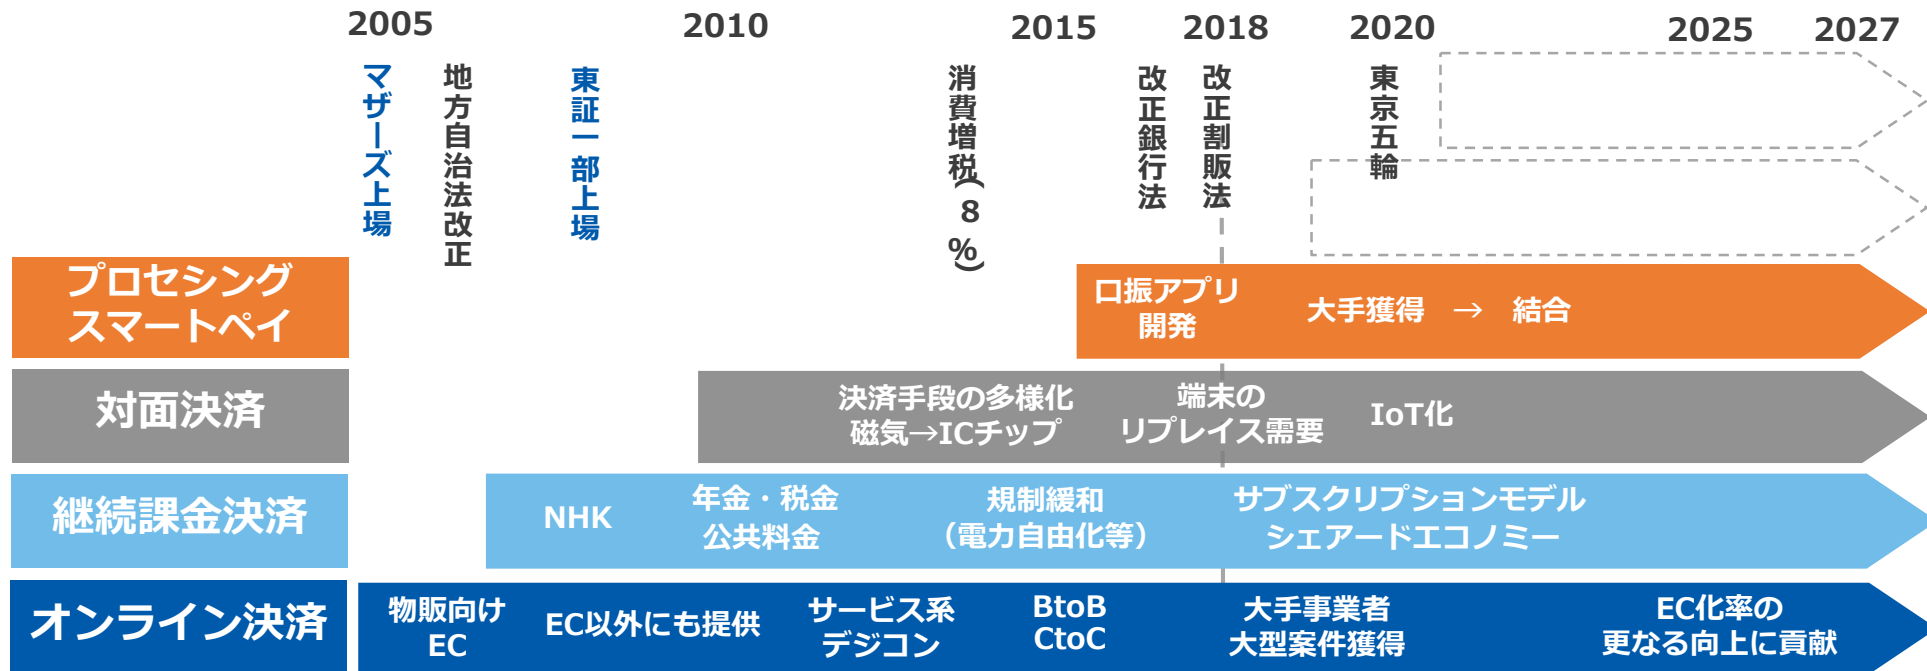 2005
2010
2015
2018
2020
2025
2027
マザーズ上場
地方自治法改正
東証一部上場
消費増税(8%)
改正銀行法
改正割販法
東京五輪
プロセシング
スマートペイ
口振アプリ
開発
大手獲得 → 結合
対面決済
決済手段の多様化
磁気→ICチップ
端末の
リプレイス需要
IoT化
継続課金決済
NHK
年金・税金
公共料金
規制緩和
（電力自由化等）
サブスクリプションモデル
シェアードエコノミー
オンライン決済
物販向け
EC
EC以外にも提供
サービス系
デジコン
BtoB
CtoC
大手事業者
大型案件獲得
EC化率の
更なる向上に貢献